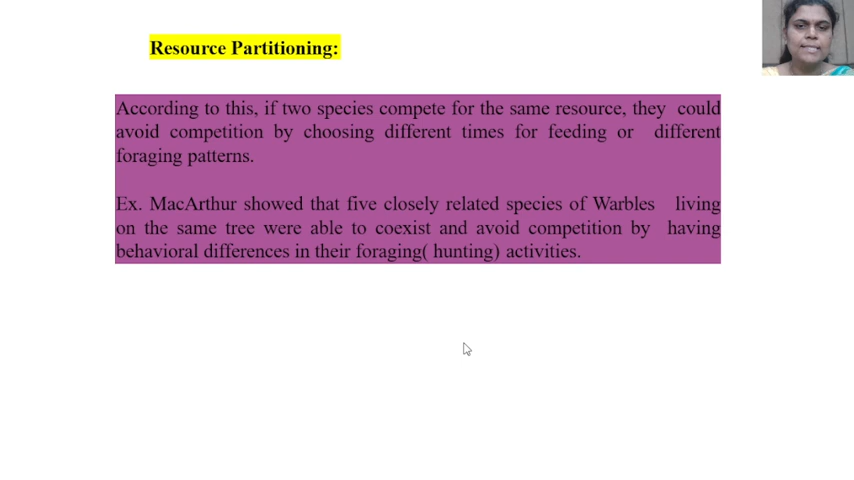 Resource Partitioning:
According to this, if two species compete for the same resource, they could
avoid competition by choosing different times for feeding or different
foraging patterns.
Ex. MacArthur showed that five closely related species of Warbles living
on the same tree were able to coexist and avoid competition by having
behavioral differences in their foraging( hunting) activities.